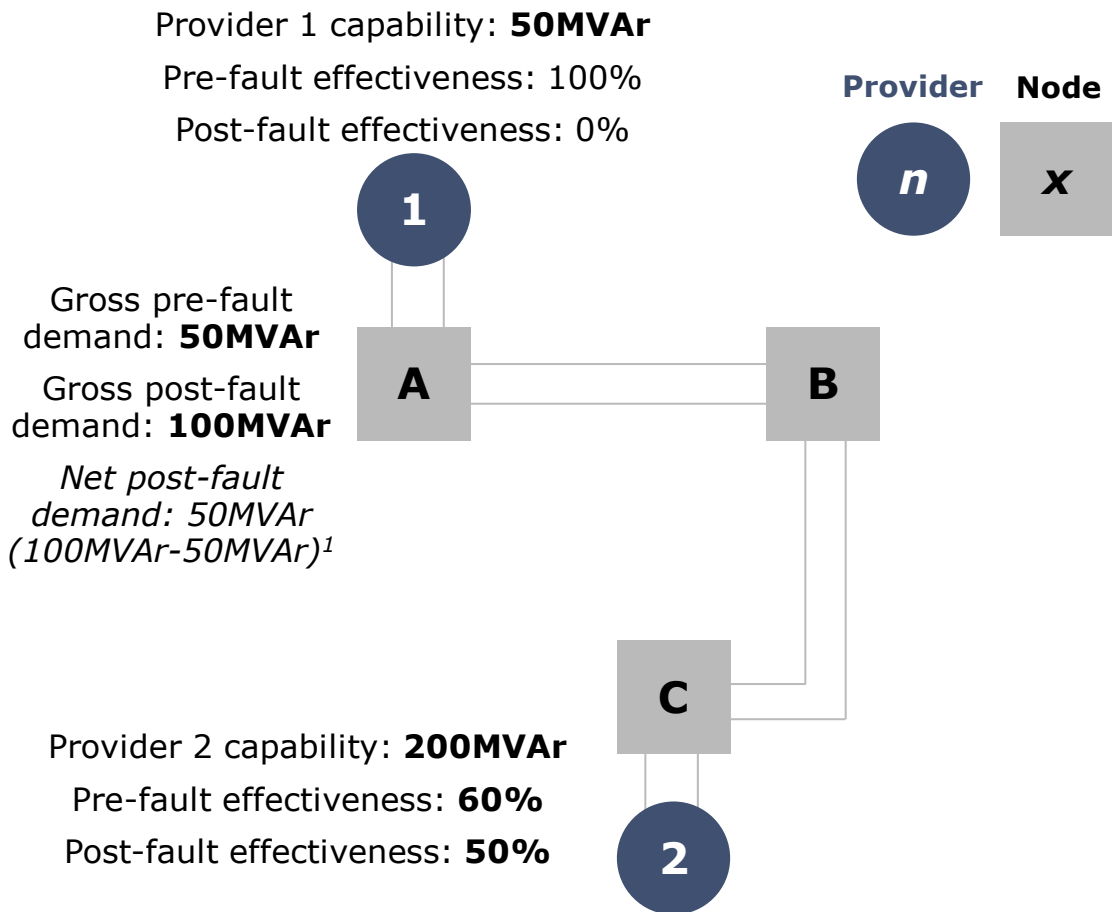 Provider 1 capability: 50MVAr
Pre-fault effectiveness: 100%
Post-fault effectiveness: 0%
Provider
Node
n
x
1
Gross pre-fault
demand: 50MVAr
Gross post-fault
demand: 100MVAr
Net post-fault
demand: 50MVAr
(100MVAr-50MVAr)¹
A
B
C
Provider 2 capability: 200MVAr
Pre-fault effectiveness: 60%
Post-fault effectiveness: 50%
2